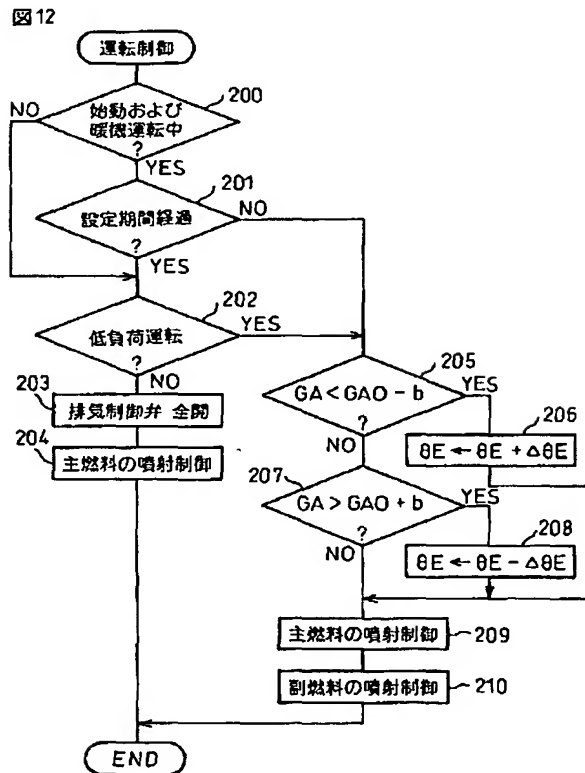 図12
運転制御
200
NO
始動および
暖機運転中
?
YES
201
設定期間経過
NO
?
YES
202
低負荷運転
YES
?
NO
203
排気制御弁 全開
204
主燃料の噴射制御
205
GA<GAO-b
YES
?
NO
206
θE←θE+△θE
207
GA>GAO+b
YES
?
NO
208
θE←θE-△θE
主燃料の噴射制御
209
副燃料の噴射制御
210
END